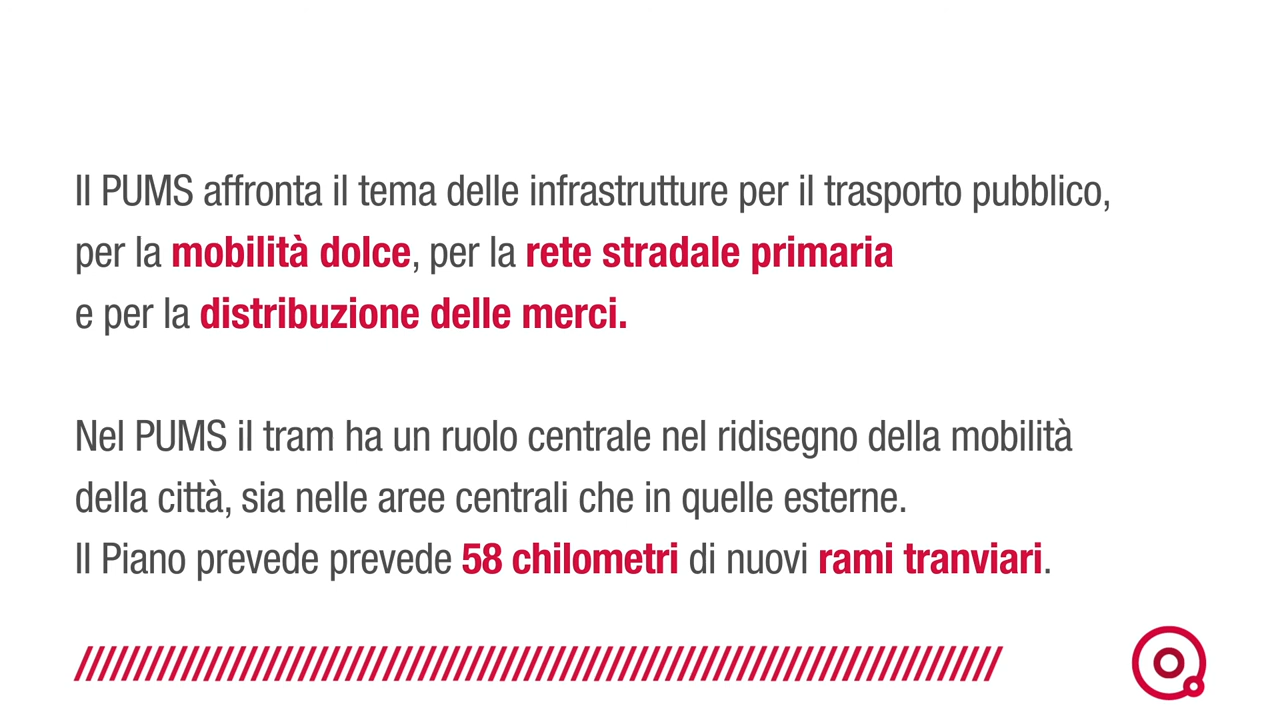 Il PUMS affronta il tema delle infrastrutture per il trasporto pubblico,
per la mobilità dolce, per la rete stradale primaria
e per la distribuzione delle merci.
Nel PUMS il tram ha un ruolo centrale nel ridisegno della mobilità
della città, sia nelle aree centrali che in quelle esterne.
Il Piano prevede prevede 58 chilometri di nuovi rami tranviari.